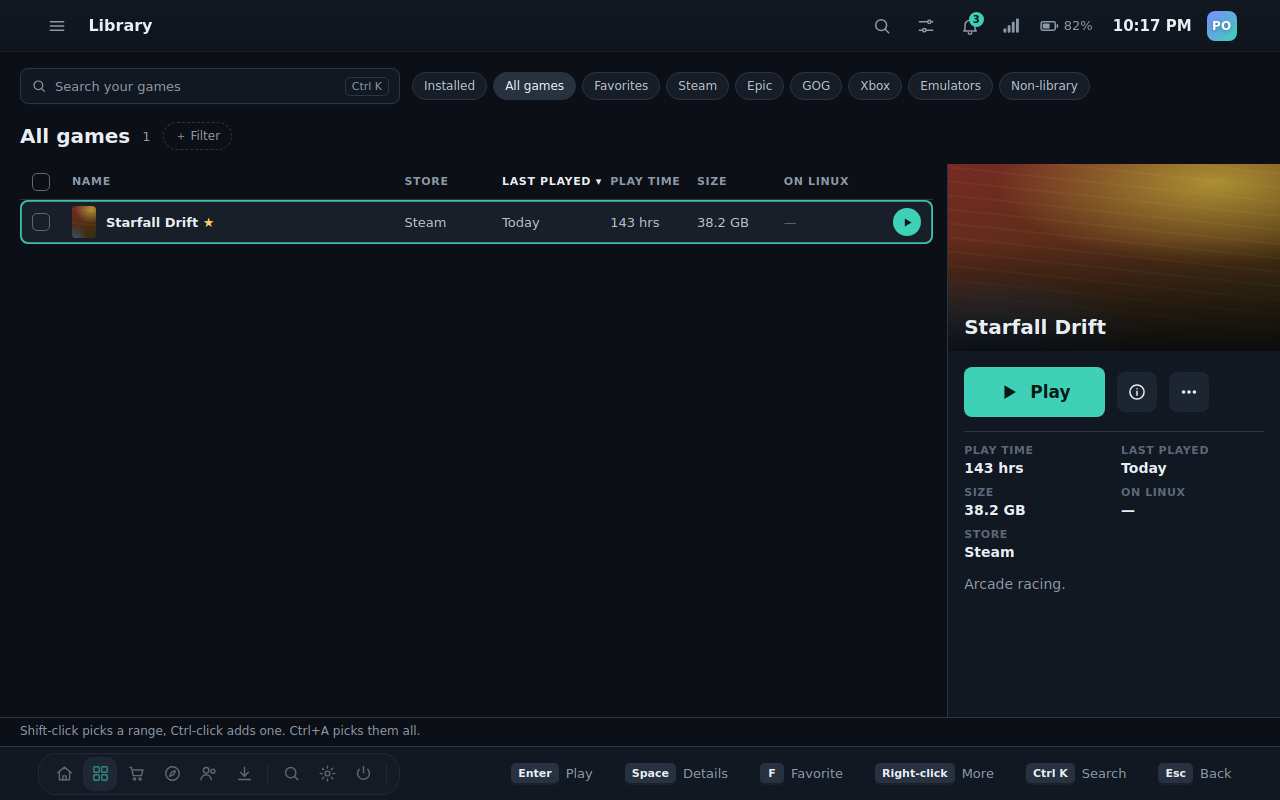 Library
3
82%
10:17 PM
PO
Search your games
Ctrl K
Installed
All games
Favorites
Steam
Epic
GOG
Xbox
Emulators
Non-library
All games 1
+ Filter
NAME STORE LAST PLAYED ▾ PLAY TIME SIZE ON LINUX
Starfall Drift ★ Steam Today 143 hrs 38.2 GB —
Starfall Drift
Play
PLAY TIME LAST PLAYED
143 hrs Today
SIZE ON LINUX
38.2 GB —
STORE
Steam
Arcade racing.
Shift-click picks a range, Ctrl-click adds one. Ctrl+A picks them all.
Enter Play Space Details F Favorite Right-click More Ctrl K Search Esc Back